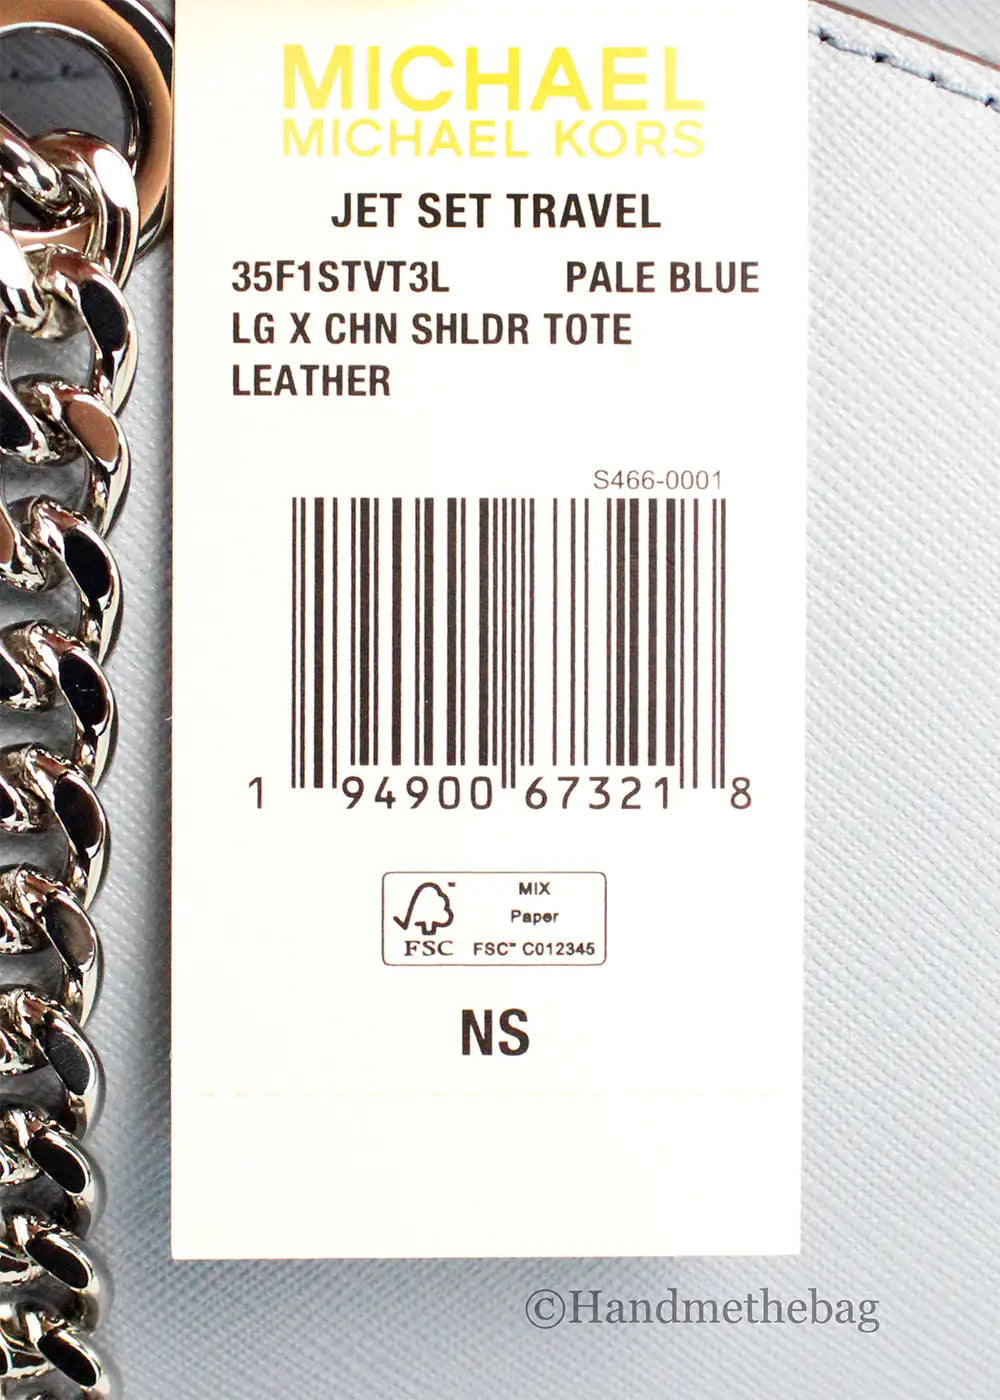 MICHAEL
MICHAEL KORS
JET SET TRAVEL
35F1STVT3L PALE BLUE
LG X CHN SHLDR TOTE
LEATHER
S466-0001
1 94900 67321 8
MIX
Paper
FSC FSC™ C012345
NS
©Handmethebag